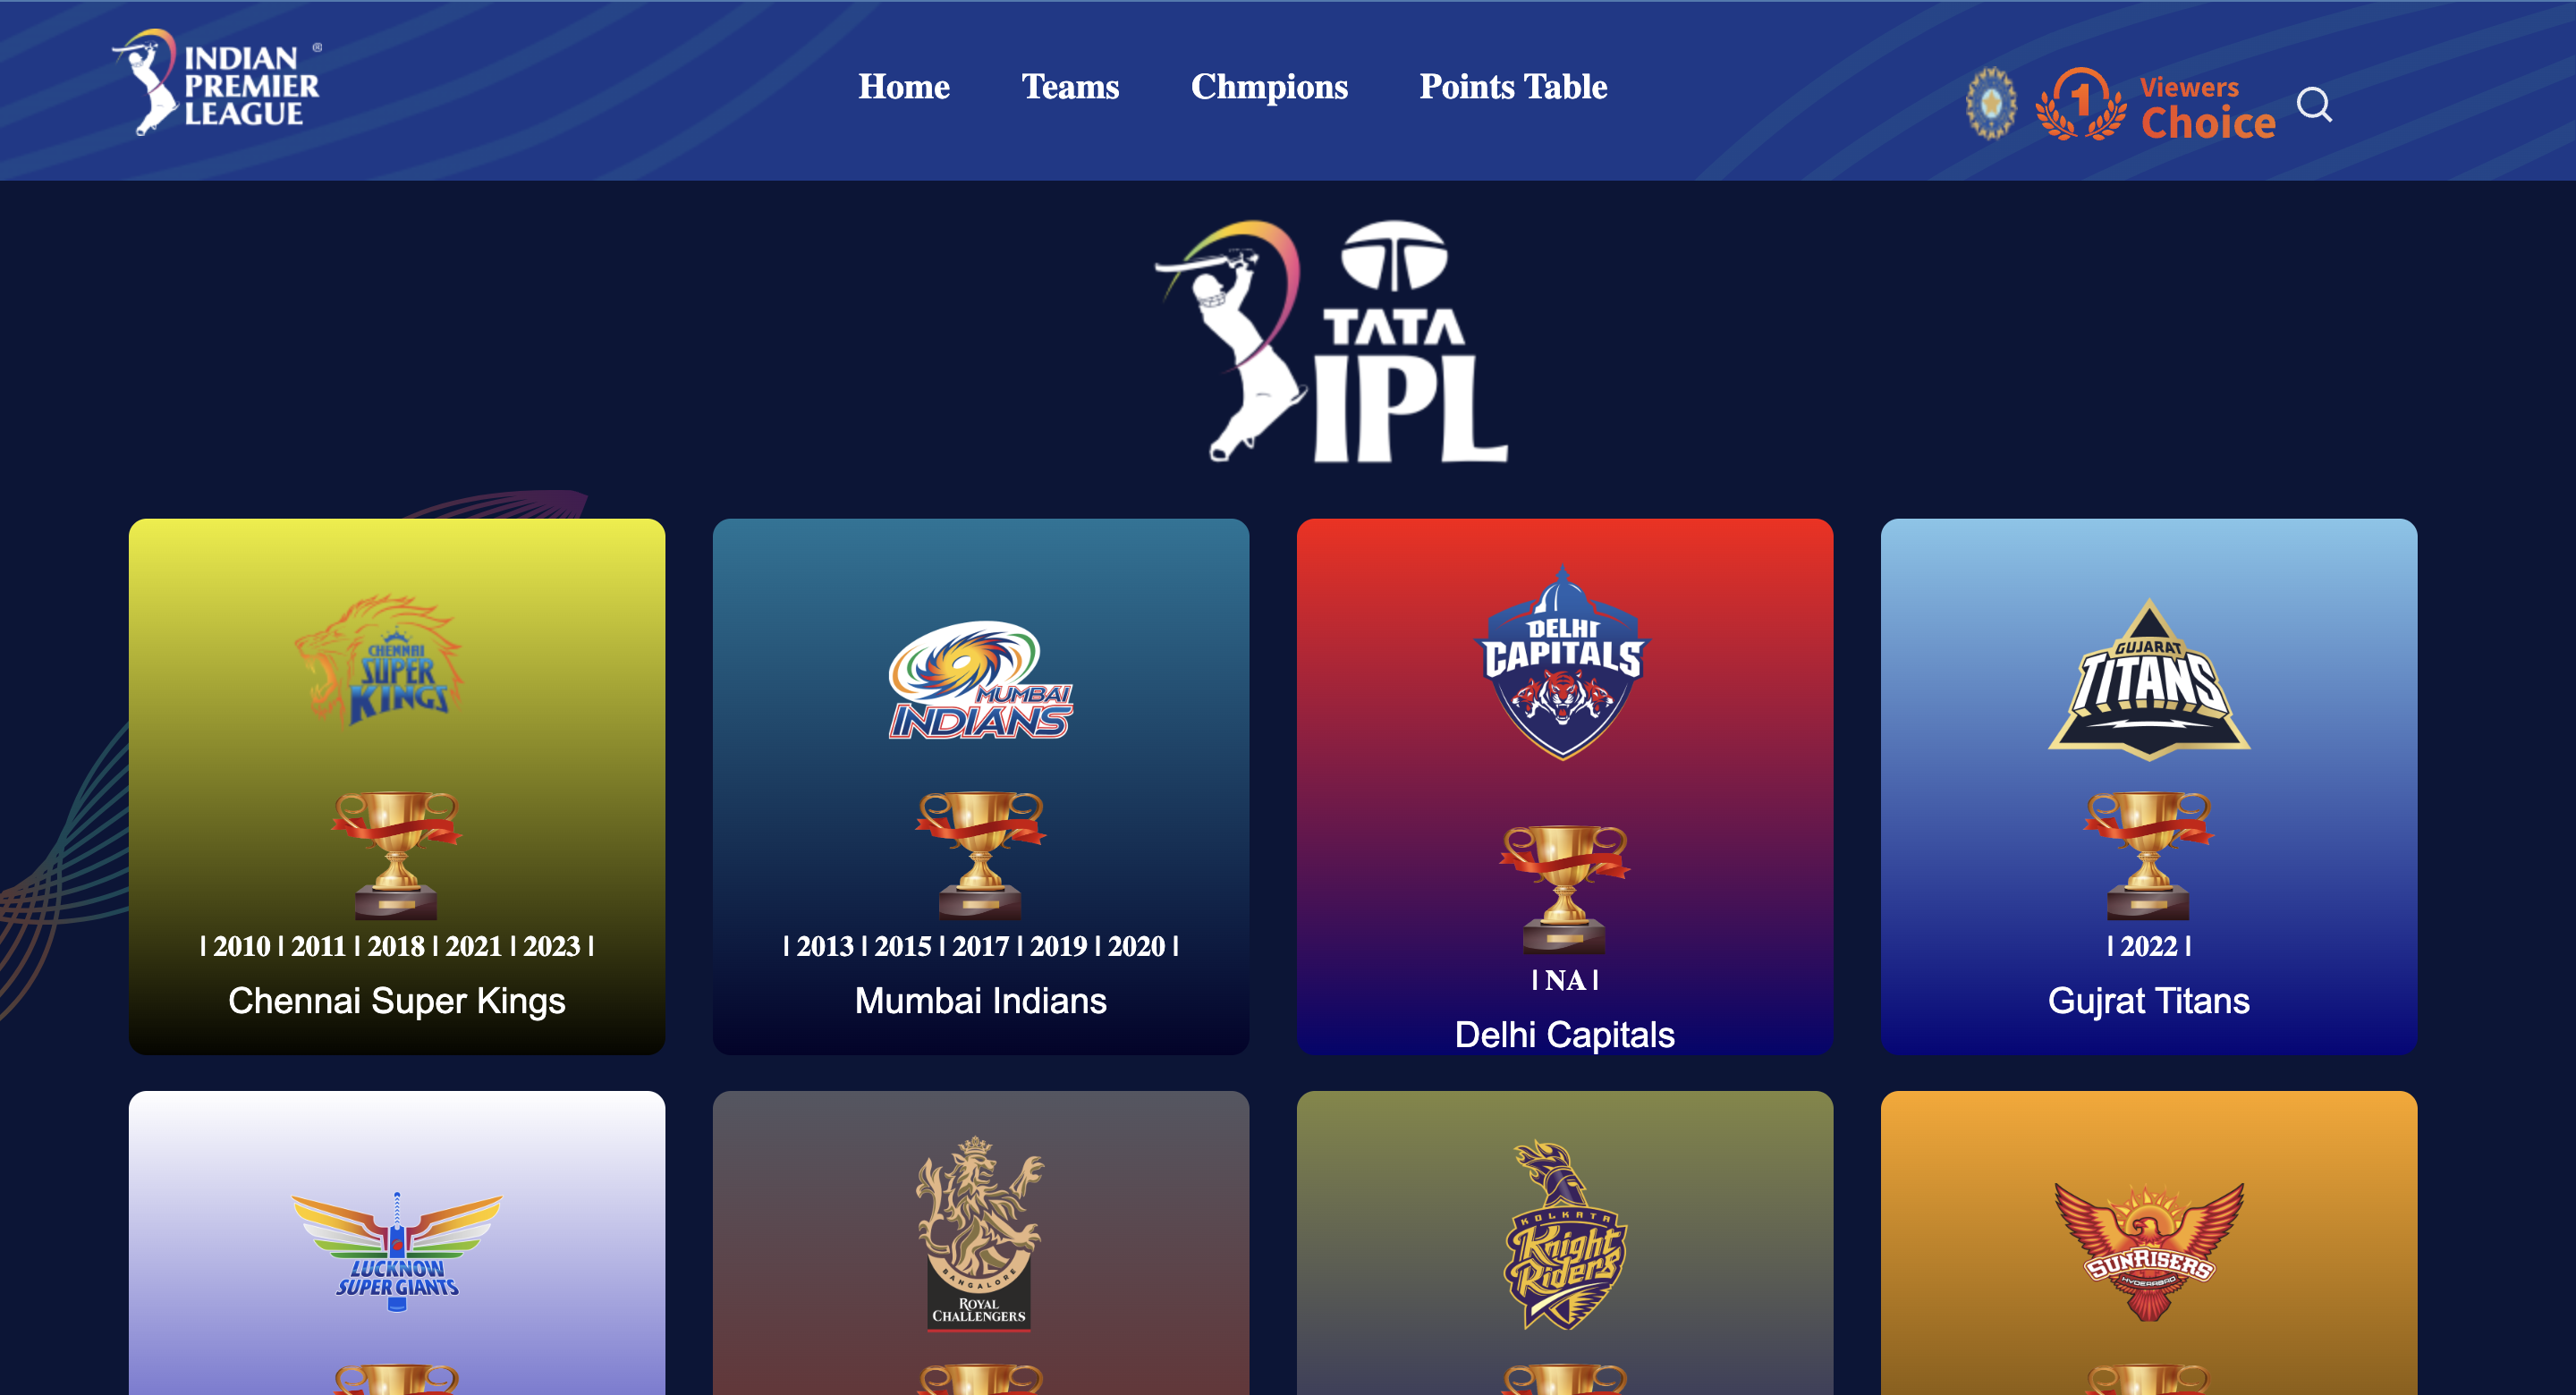 INDIAN ®
PREMIER
LEAGUE
Home Teams Chmpions Points Table
1 Viewers
Choice
TATA
IPL
CHENNAI
SUPER
KINGS
MUMBAI
INDIANS
DELHI
CAPITALS
GUJARAT
TITANS
| 2010 | 2011 | 2018 | 2021 | 2023 |
Chennai Super Kings
| 2013 | 2015 | 2017 | 2019 | 2020 |
Mumbai Indians
| NA |
Delhi Capitals
| 2022 |
Gujrat Titans
LUCKNOW
SUPER GIANTS
BANGALORE
ROYAL
CHALLENGERS
KOLKATA
Knight
Riders
SUNRISERS
HYDERABAD